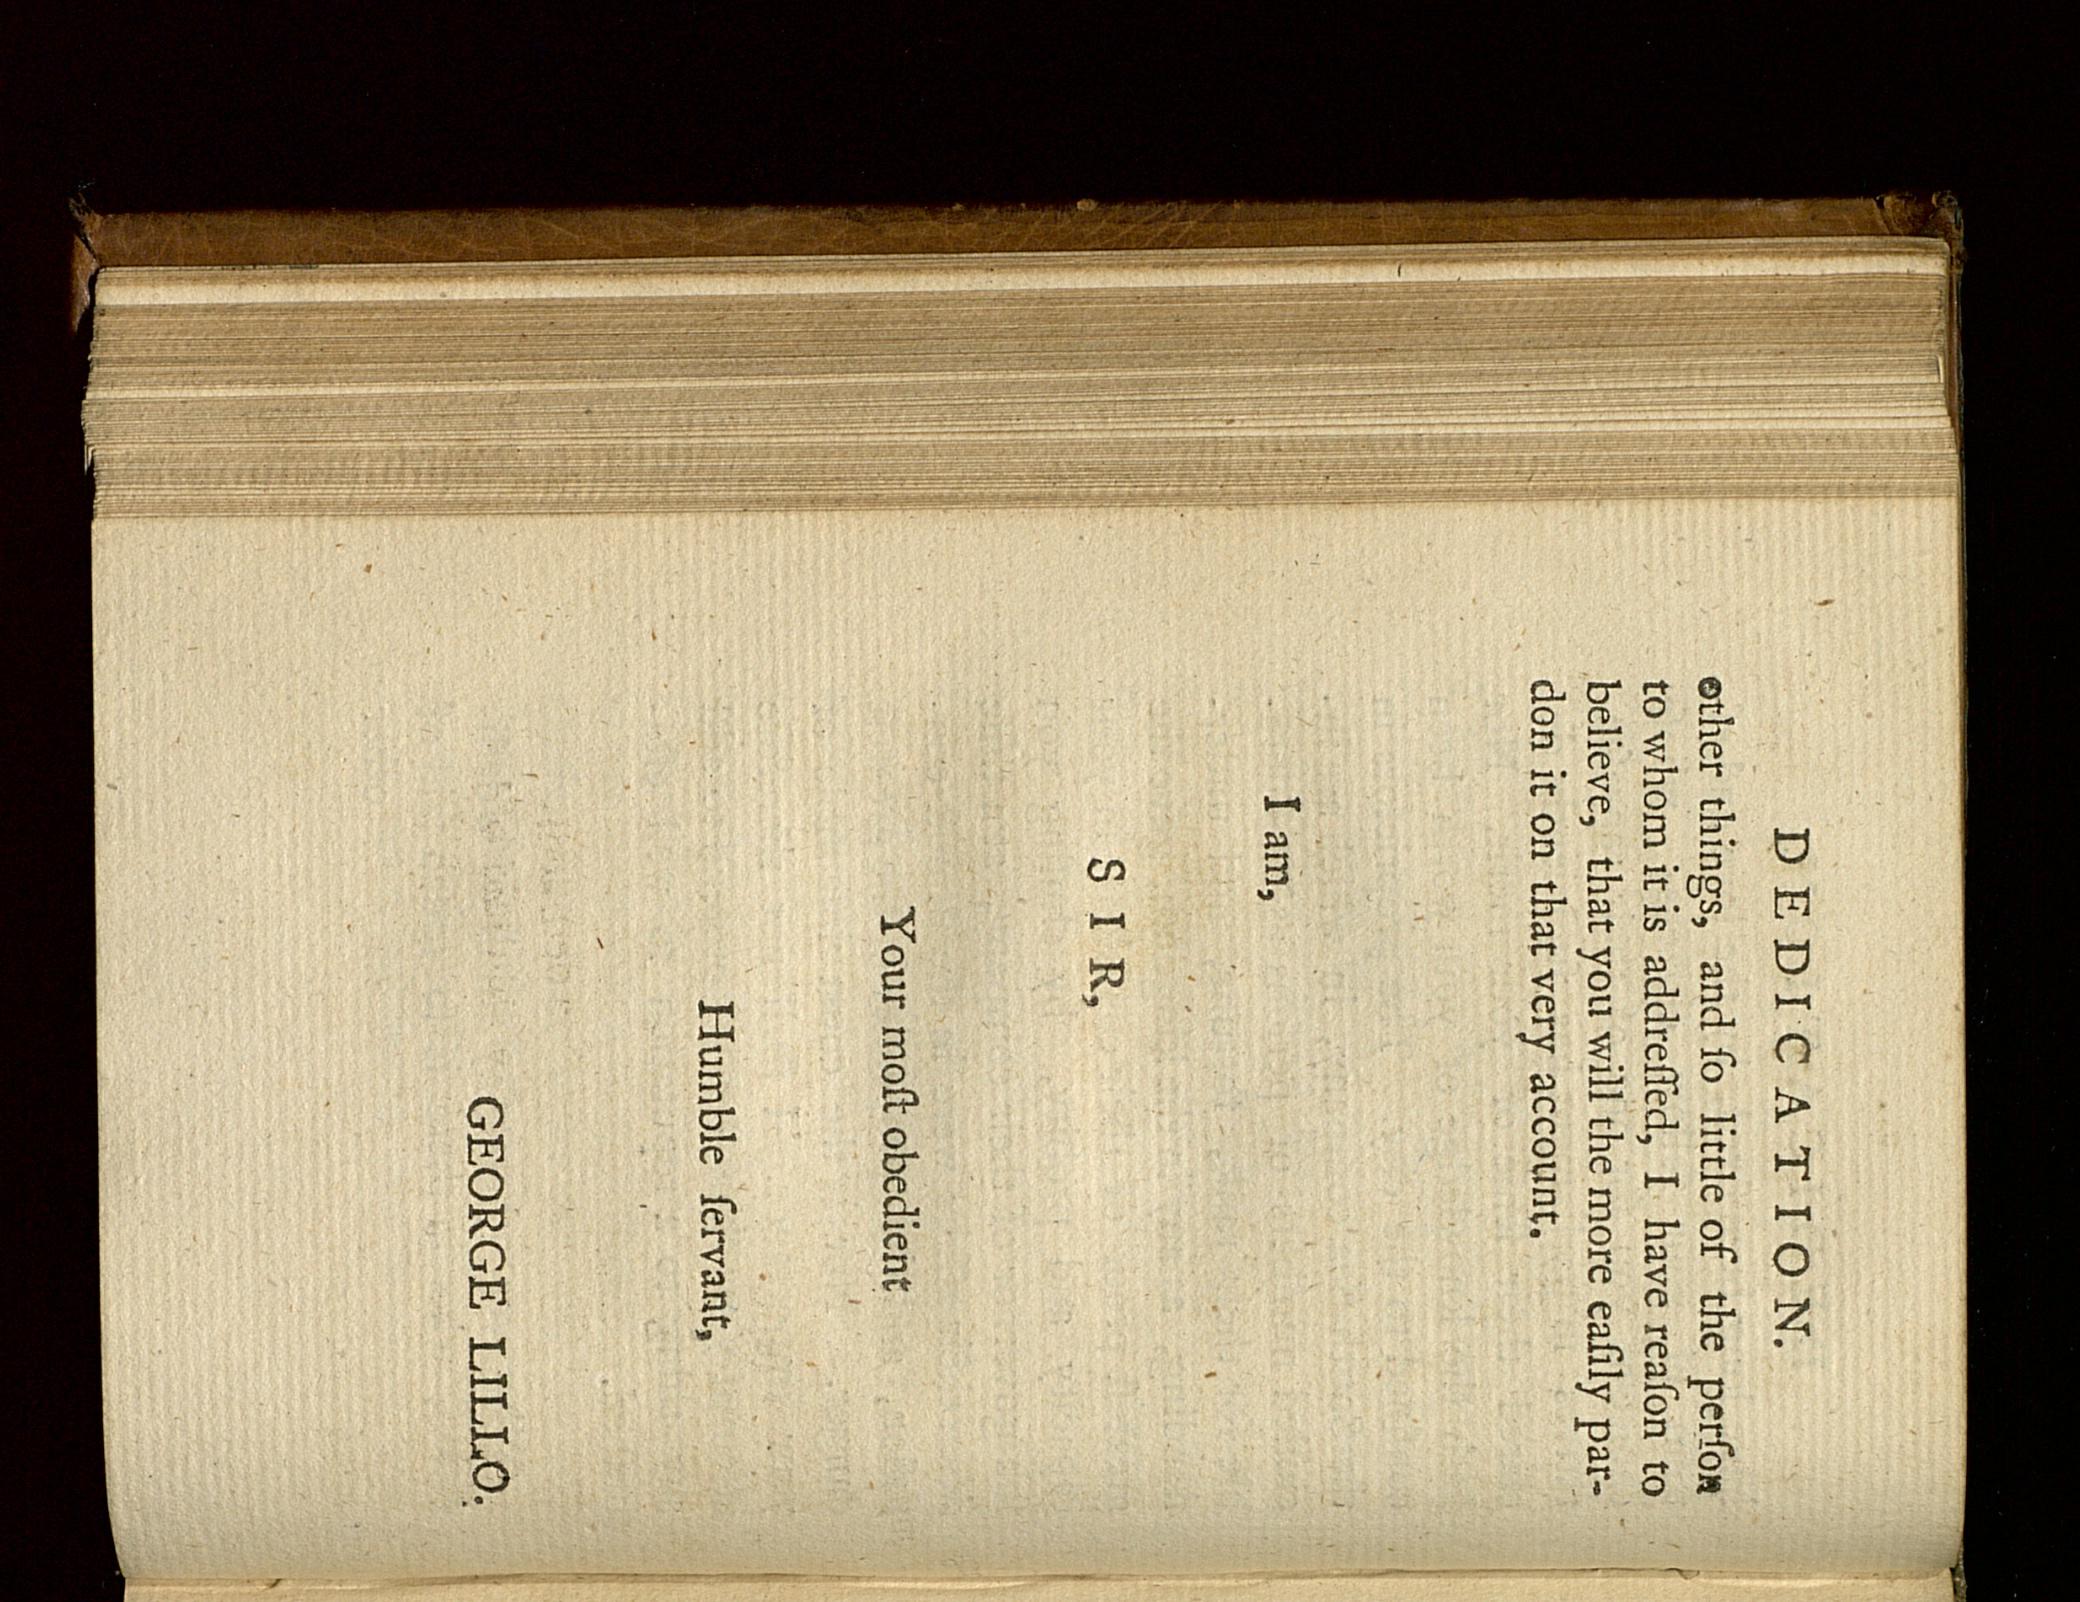 DEDICATION.
other things, and ſo little of the perſon
to whom it is addreſſed, I have reaſon to
believe, that you will the more eaſily par-
don it on that very account.
I am,
SIR,
Your moſt obedient
Humble ſervant,
GEORGE LILLO.